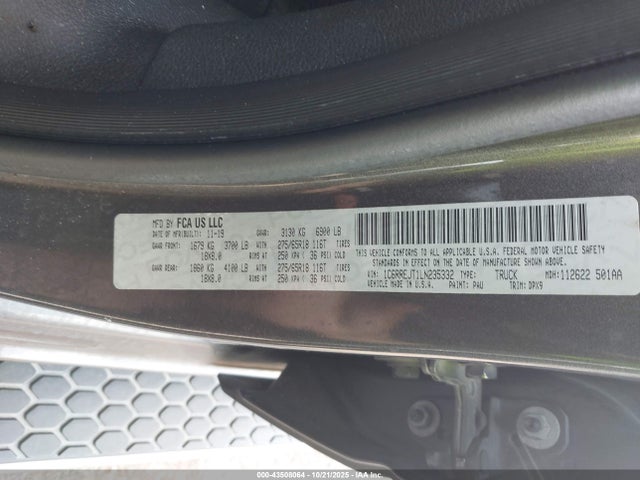 MFD BY FCA US LLC
DATE OF MFR(BUILT): 11-19 GVWR: 3130 KG 6900 LB
GAWR FRONT: 1679 KG 3700 LB WITH 275/65R18 116T TIRES
18X8.0 RIMS AT 250 KPA ( 36 PSI COLD
GAWR REAR: 1860 KG 4100 LB WITH 275/65R18 116T TIRES
18X8.0 RIMS AT 250 KPA ( 36 PSI COLD
THIS VEHICLE CONFORMS TO ALL APPLICABLE U.S.A. FEDERAL MOTOR VEHICLE SAFETY
STANDARDS IN EFFECT ON THE DATE OF MANUFACTURE SHOWN ABOVE.
VIN: 1C6RREJT1LN235332 TYPE: TRUCK MDH: 112622 501AA
VEHICLE MADE IN U.S.A. PAINT: PAU TRIM: DPX9
000-43508064 - 10/21/2025 -